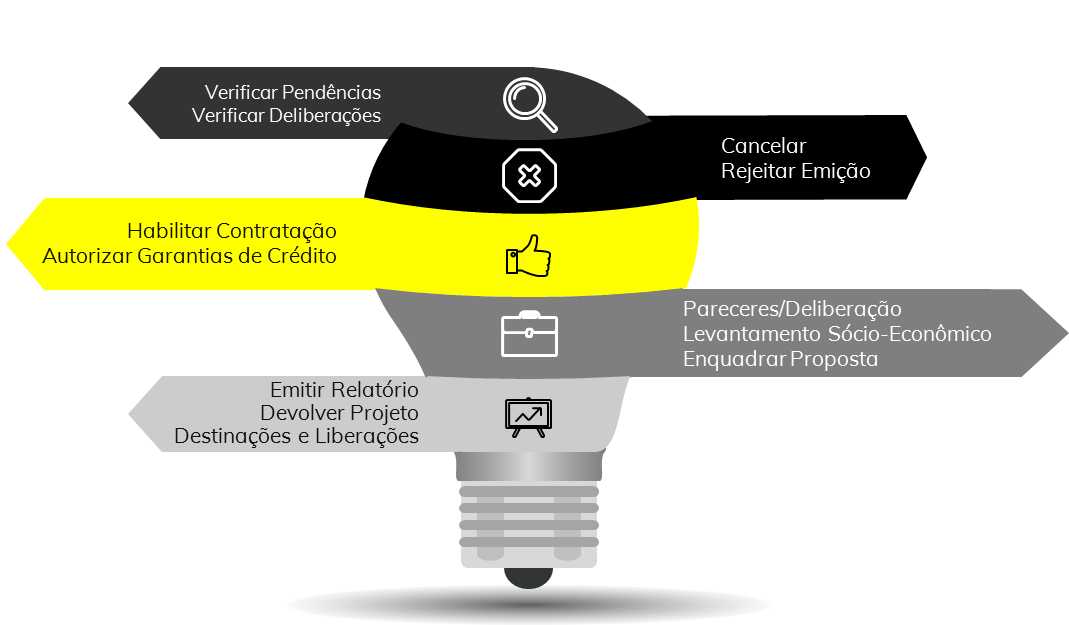 Verificar Pendências
Verificar Deliberações
Cancelar
Rejeitar Emição
Habilitar Contratação
Autorizar Garantias de Crédito
Pareceres/Deliberação
Levantamento Sócio-Econômico
Enquadrar Proposta
Emitir Relatório
Devolver Projeto
Destinações e Liberações